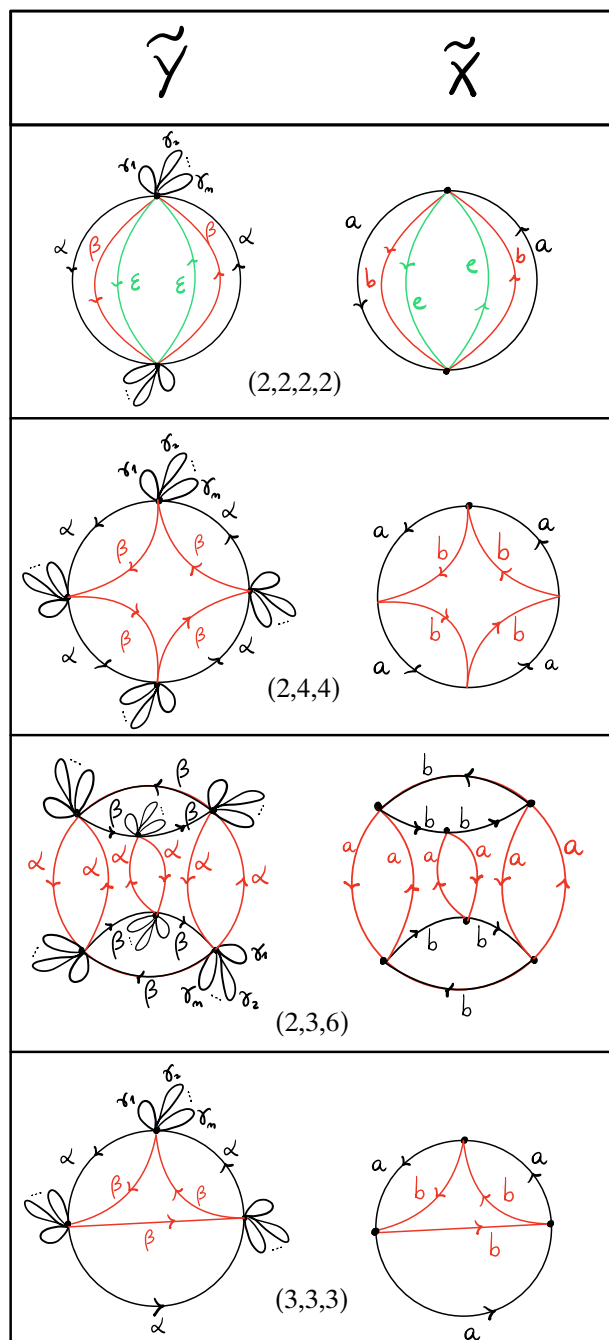 Ỹ X̃
γ₁ γ₂ ... γₘ
α β ε ε β α
a b e e b a
(2,2,2,2)
γ₁ γ₂ ... γₘ
α β β α
α β β α
a b b a
a b b a
(2,4,4)
β
β β
α α α α α α
β β
β
γ₁
γₘ ... γ₂
b
b b
a a a a a a
b b
b
(2,3,6)
γ₁ γ₂ ... γₘ
α β β α
β
α
a b b a
b
a
(3,3,3)